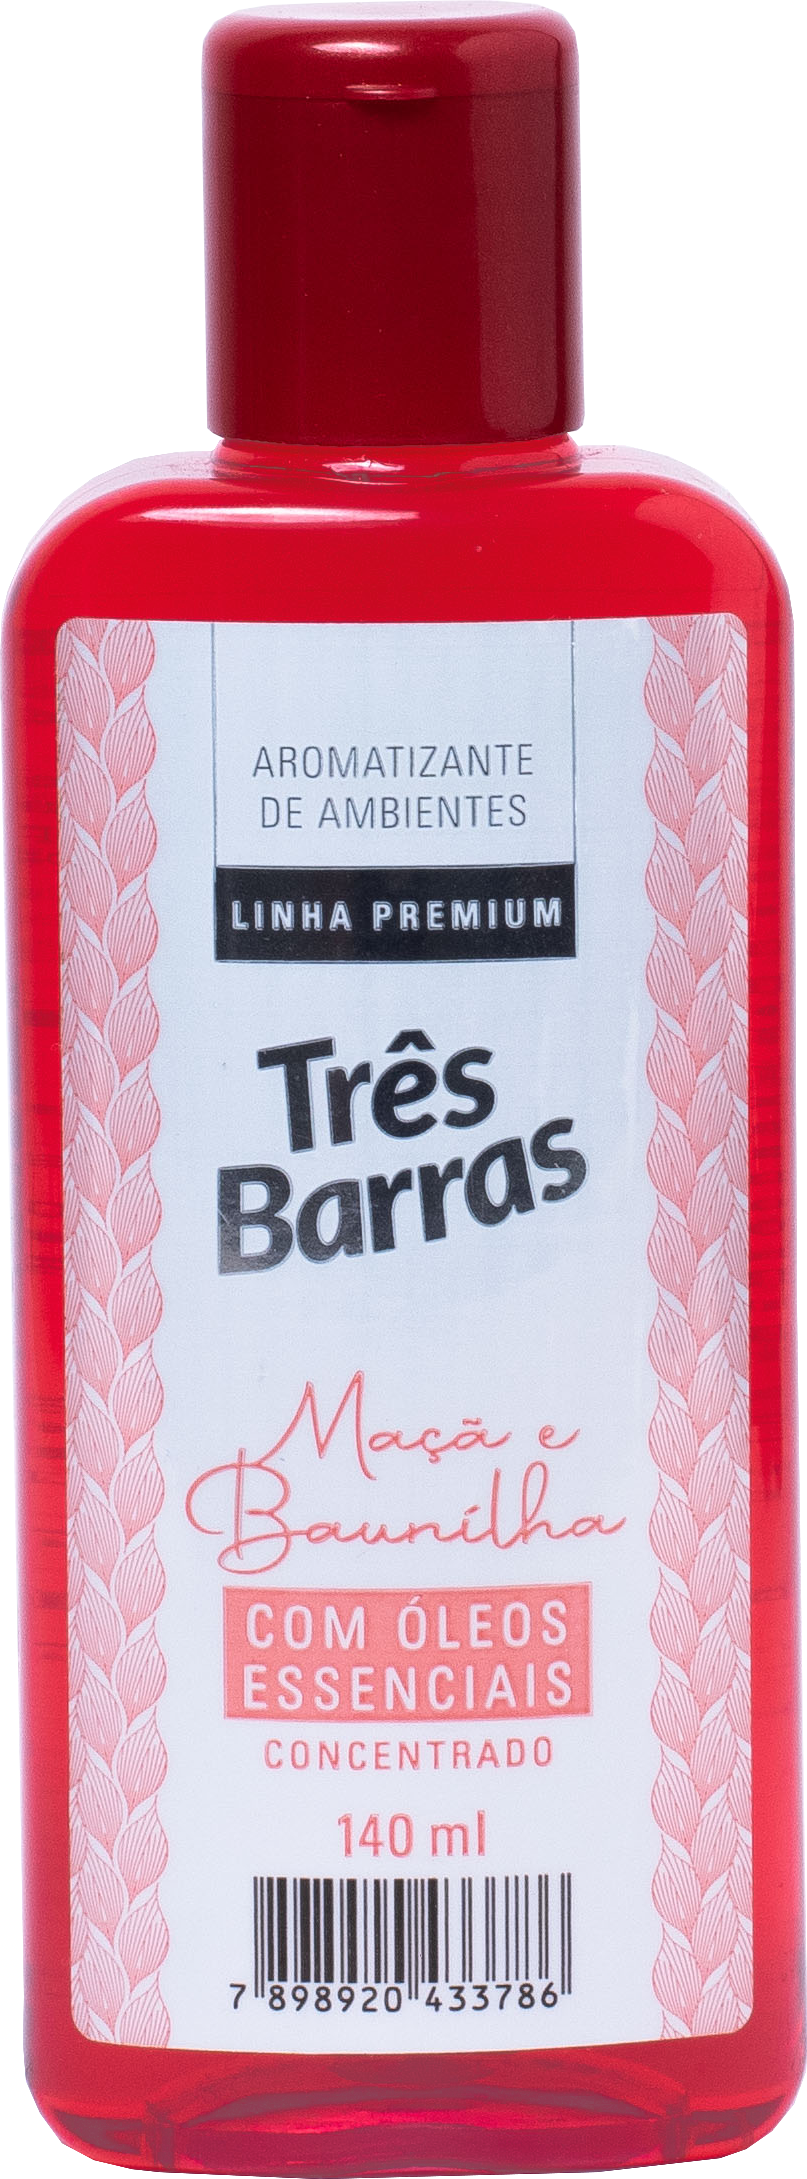 AROMATIZANTE
DE AMBIENTES
LINHA PREMIUM
Três
Barras
Maçã e
Baunilha
COM ÓLEOS
ESSENCIAIS
CONCENTRADO
140 ml
7 898920 433786